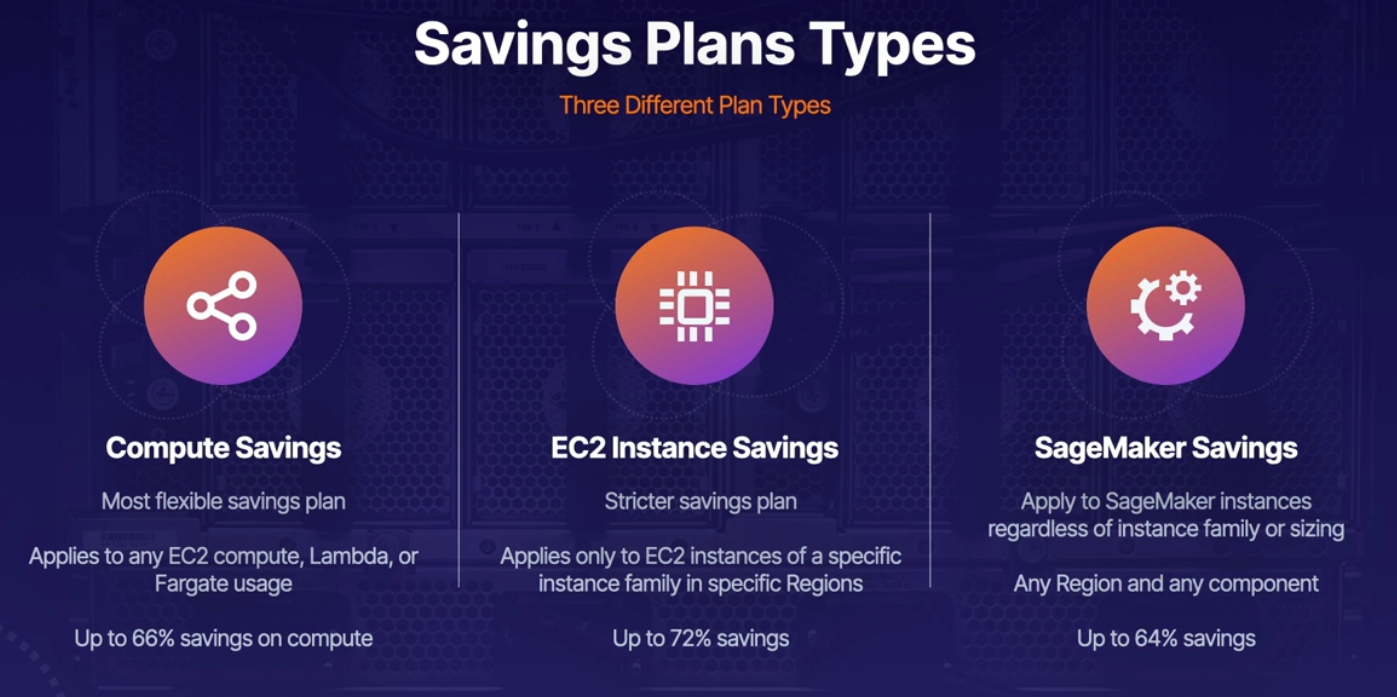 Savings Plans Types
Three Different Plan Types
Compute Savings
Most flexible savings plan
Applies to any EC2 compute, Lambda, or
Fargate usage
Up to 66% savings on compute
EC2 Instance Savings
Stricter savings plan
Applies only to EC2 instances of a specific
instance family in specific Regions
Up to 72% savings
SageMaker Savings
Apply to SageMaker instances
regardless of instance family or sizing
Any Region and any component
Up to 64% savings